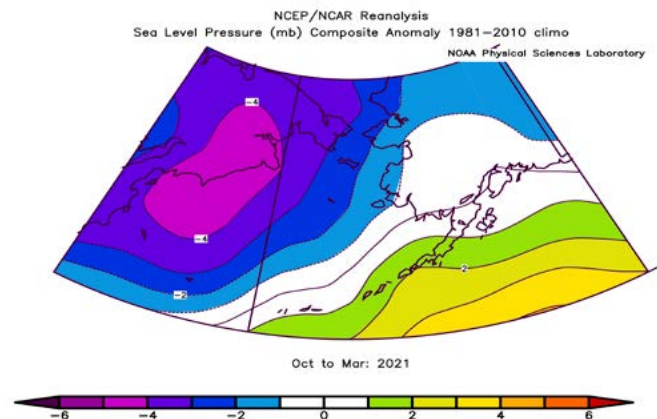 NCEP/NCAR Reanalysis
Sea Level Pressure (mb) Composite Anomaly 1981–2010 climo
NOAA Physical Sciences Laboratory
-4
-4
-2
2
Oct to Mar: 2021
-6 -4 -2 0 2 4 6